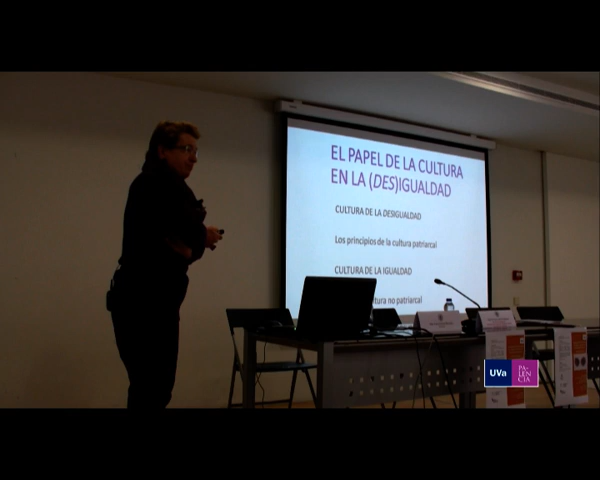 EL PAPEL DE LA CULTURA
EN LA (DES)IGUALDAD
CULTURA DE LA DESIGUALDAD
Los principios de la cultura patriarcal
CULTURA DE LA IGUALDAD
no patriarcal
UVa
PA
LEN
CIA